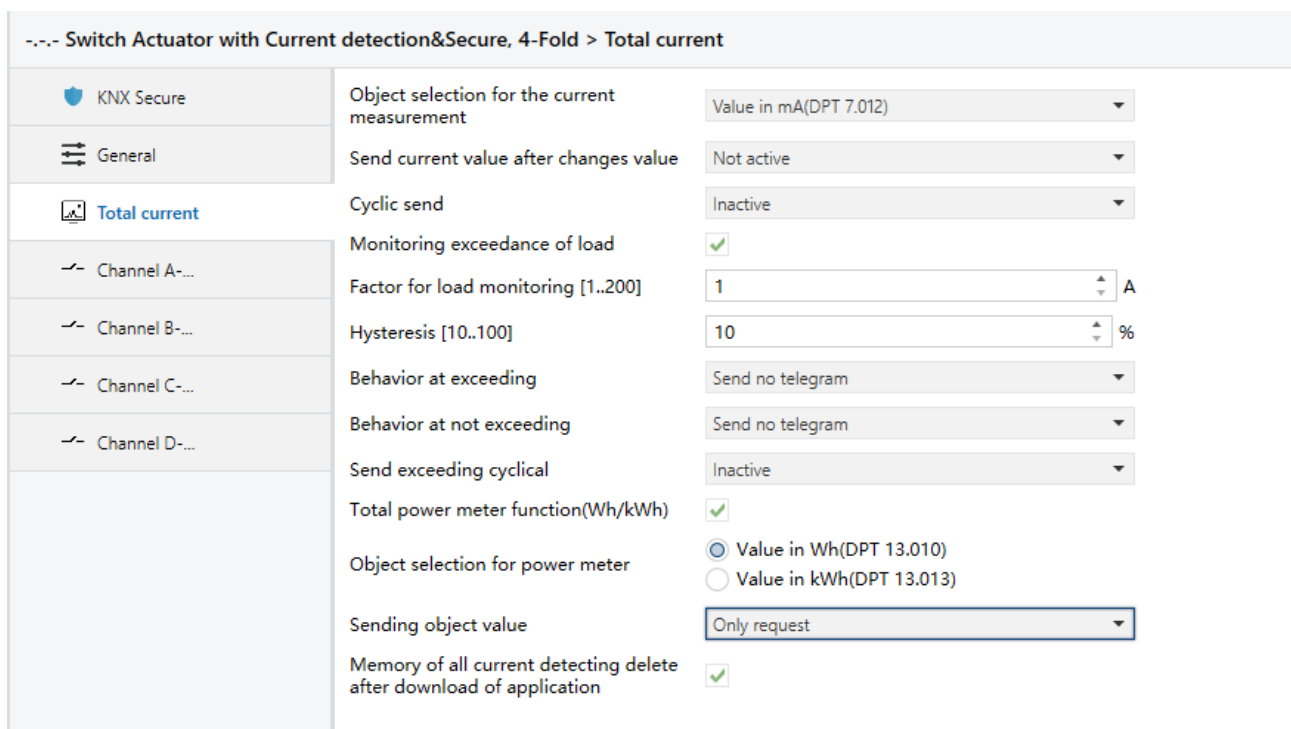 -.-.- Switch Actuator with Current detection&Secure, 4-Fold > Total current
KNX Secure
General
Total current
Channel A-...
Channel B-...
Channel C-...
Channel D-...
Object selection for the current
measurement
Value in mA(DPT 7.012)
Send current value after changes value
Not active
Cyclic send
Inactive
Monitoring exceedance of load
Factor for load monitoring [1..200]
1
A
Hysteresis [10..100]
10
%
Behavior at exceeding
Send no telegram
Behavior at not exceeding
Send no telegram
Send exceeding cyclical
Inactive
Total power meter function(Wh/kWh)
Object selection for power meter
Value in Wh(DPT 13.010)
Value in kWh(DPT 13.013)
Sending object value
Only request
Memory of all current detecting delete
after download of application